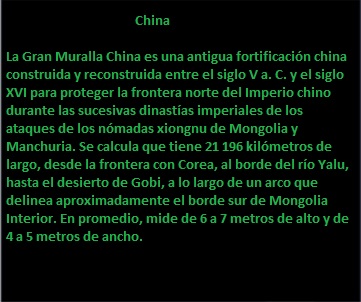 China
La Gran Muralla China es una antigua fortificación china
construida y reconstruida entre el siglo V a. C. y el siglo
XVI para proteger la frontera norte del Imperio chino
durante las sucesivas dinastías imperiales de los
ataques de los nómadas xiongnu de Mongolia y
Manchuria. Se calcula que tiene 21 196 kilómetros de
largo, desde la frontera con Corea, al borde del río Yalu,
hasta el desierto de Gobi, a lo largo de un arco que
delinea aproximadamente el borde sur de Mongolia
Interior. En promedio, mide de 6 a 7 metros de alto y de
4 a 5 metros de ancho.